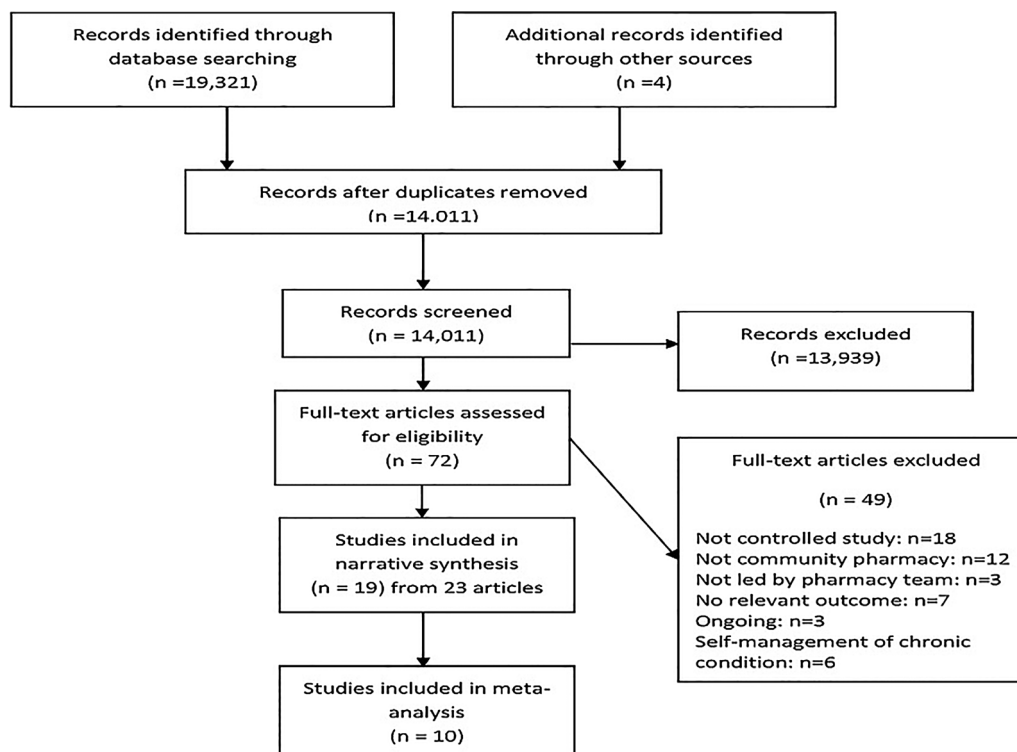 Records identified through
database searching
(n =19,321)
Additional records identified
through other sources
(n =4)
Records after duplicates removed
(n =14.011)
Records screened
(n = 14,011)
Records excluded
(n =13,939)
Full-text articles assessed
for eligibility
(n = 72)
Full-text articles excluded
(n = 49)
Not controlled study: n=18
Not community pharmacy: n=12
Not led by pharmacy team: n=3
No relevant outcome: n=7
Ongoing: n=3
Self-management of chronic
condition: n=6
Studies included in
narrative synthesis
(n = 19) from 23 articles
Studies included in meta-
analysis
(n = 10)